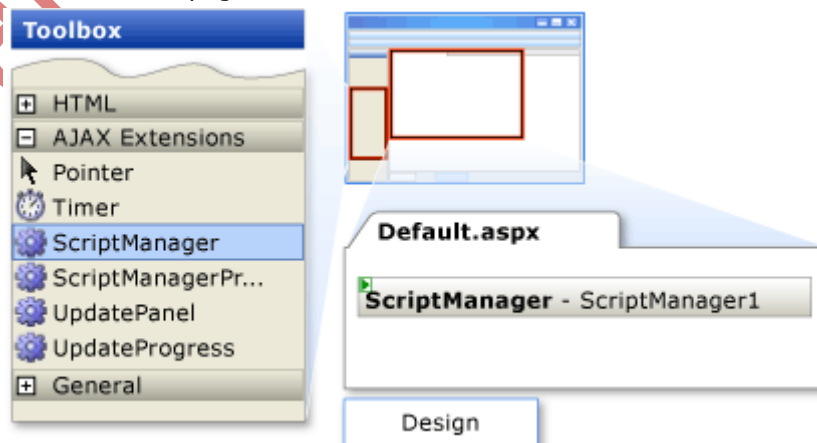 Toolbox
HTML
AJAX Extensions
Pointer
Timer
ScriptManager
ScriptManagerPr...
UpdatePanel
UpdateProgress
General
Default.aspx
ScriptManager - ScriptManager1
Design